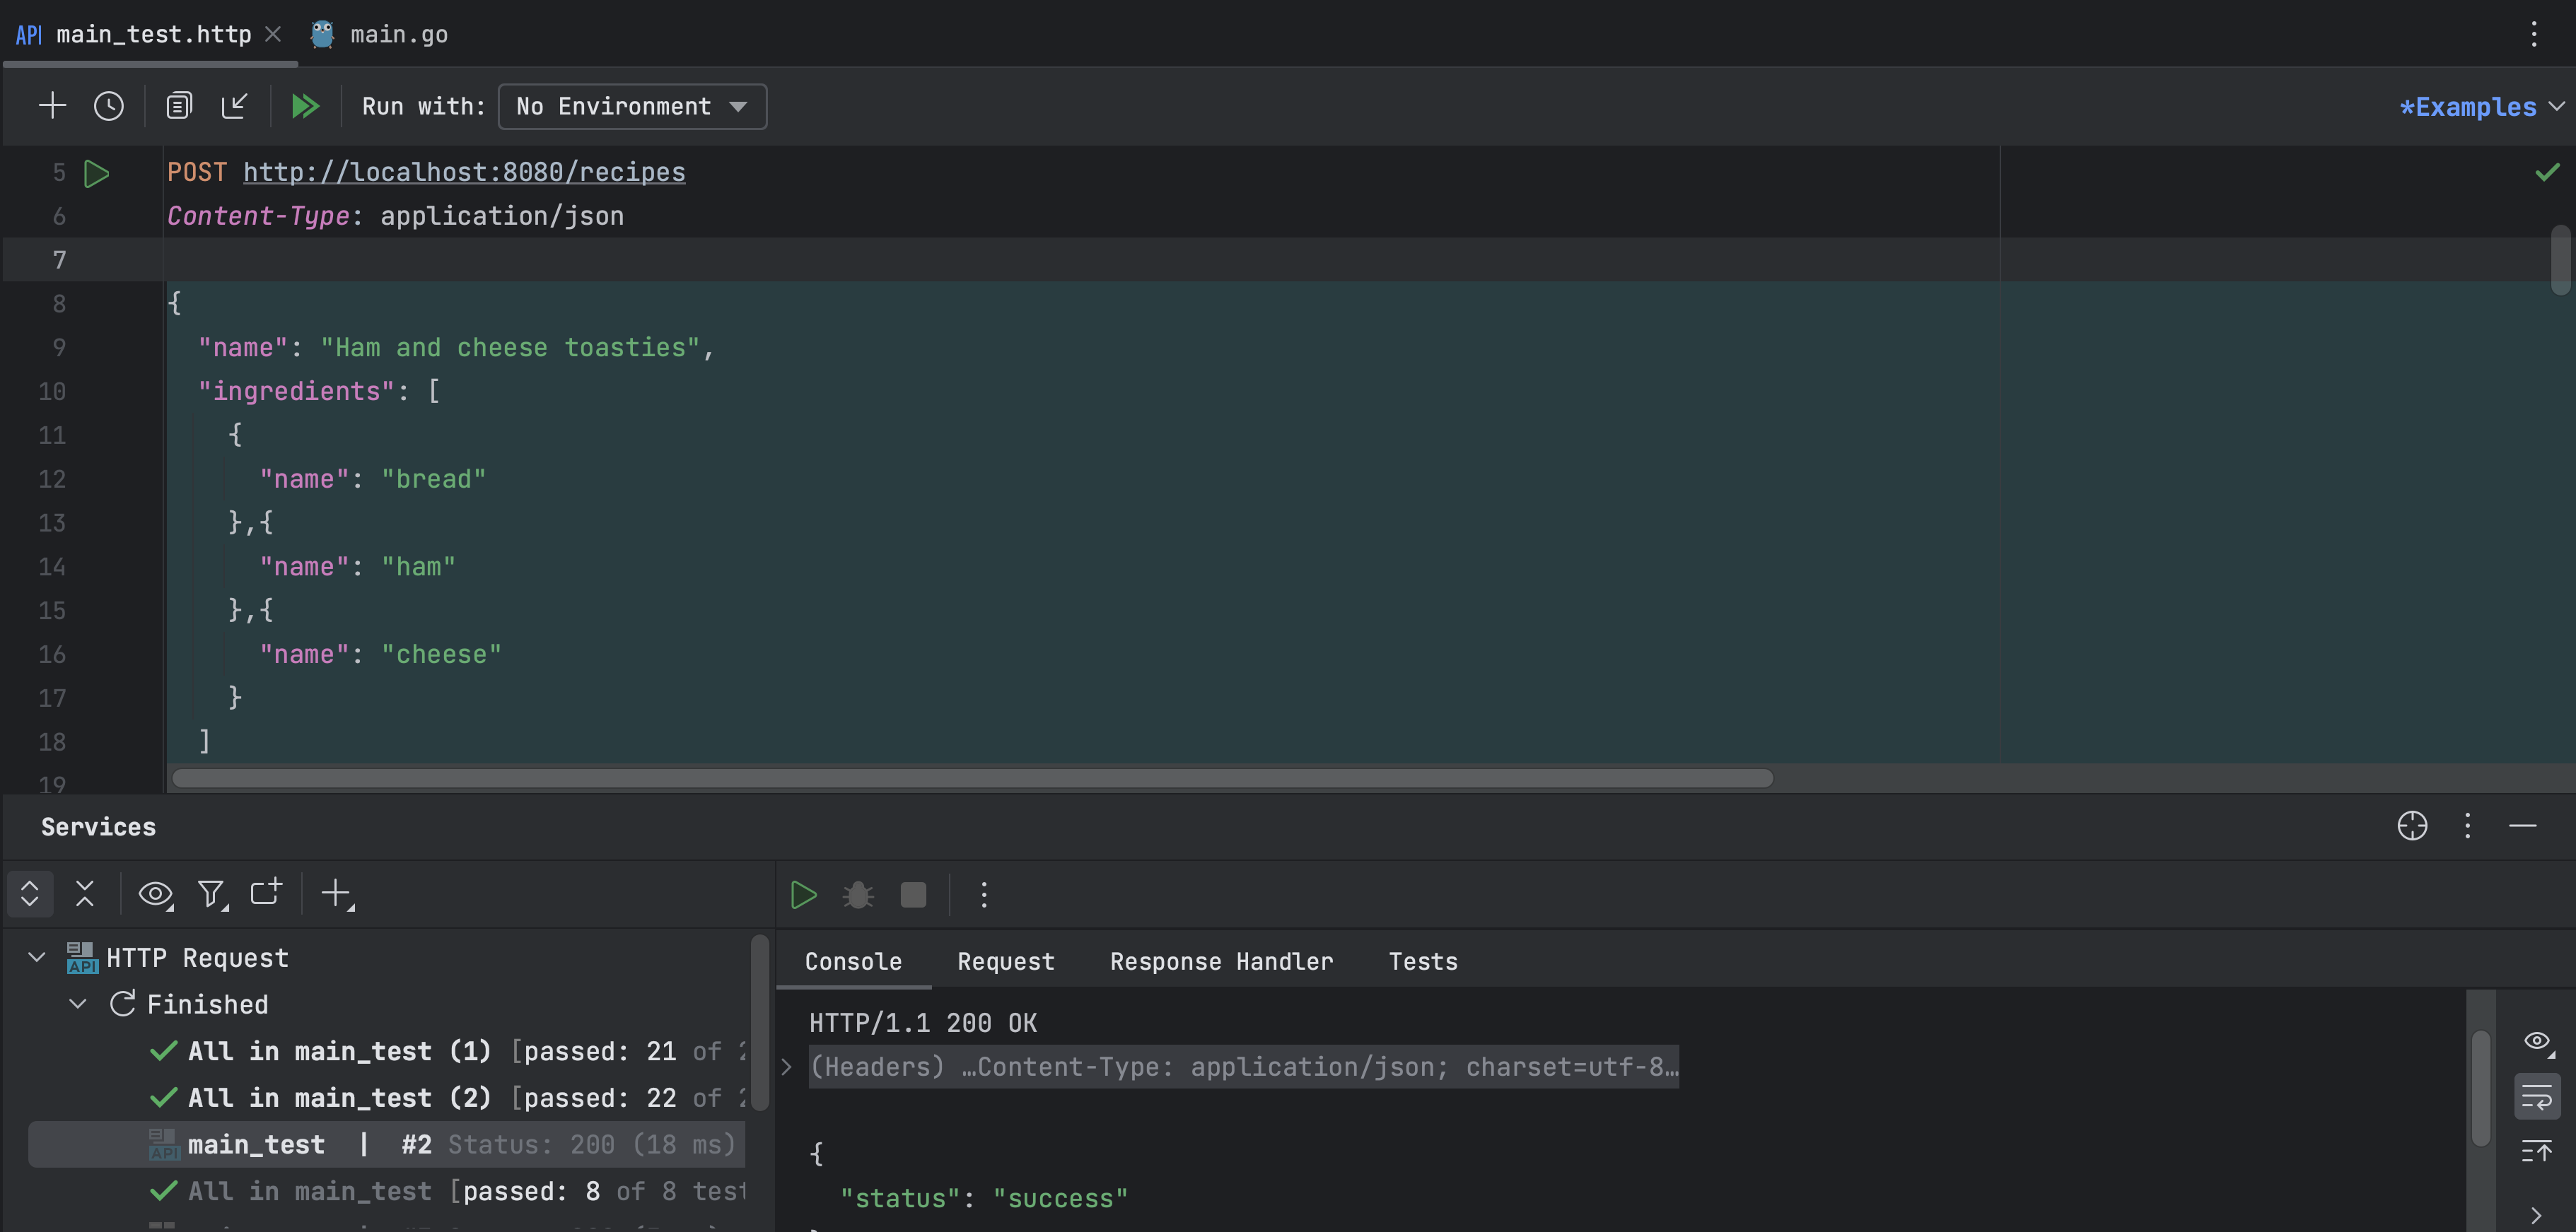 API main_test.http main.go
Run with: No Environment *Examples
5 POST http://localhost:8080/recipes
6 Content-Type: application/json
7
8 {
9 "name": "Ham and cheese toasties",
10 "ingredients": [
11 {
12 "name": "bread"
13 },{
14 "name": "ham"
15 },{
16 "name": "cheese"
17 }
18 ]
19
Services
Console Request Response Handler Tests
API HTTP Request
Finished
All in main_test (1) [passed: 21 of
All in main_test (2) [passed: 22 of
API main_test | #2 Status: 200 (18 ms)
All in main_test [passed: 8 of 8 test
HTTP/1.1 200 OK
(Headers) …Content-Type: application/json; charset=utf-8…
{
"status": "success"